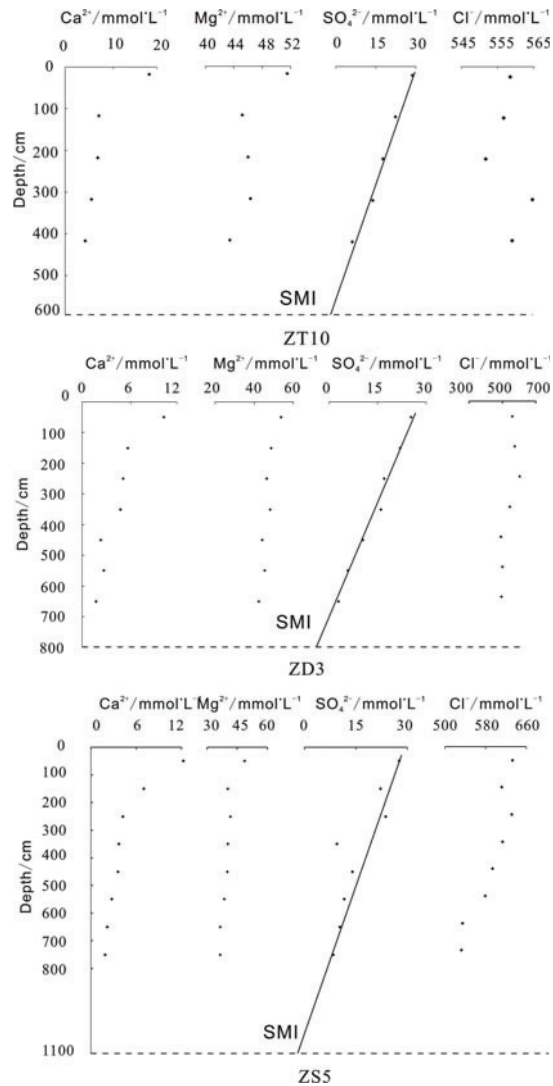 Ca²⁺/mmol·L⁻¹ Mg²⁺/mmol·L⁻¹ SO₄²⁻/mmol·L⁻¹ Cl⁻/mmol·L⁻¹
0 10 20 40 44 48 52 0 15 30 545 555 565
0
100
200
300
400
500
600
Depth/cm
SMI
ZT10
Ca²⁺/mmol·L⁻¹ Mg²⁺/mmol·L⁻¹ SO₄²⁻/mmol·L⁻¹ Cl⁻/mmol·L⁻¹
0 6 12 20 40 60 0 15 30 300 500 700
0
100
200
300
400
500
600
700
800
Depth/cm
SMI
ZD3
Ca²⁺/mmol·L⁻¹ Mg²⁺/mmol·L⁻¹ SO₄²⁻/mmol·L⁻¹ Cl⁻/mmol·L⁻¹
0 6 12 30 45 60 0 15 30 500 580 660
0
100
200
300
400
500
600
700
800
1100
Depth/cm
SMI
ZS5